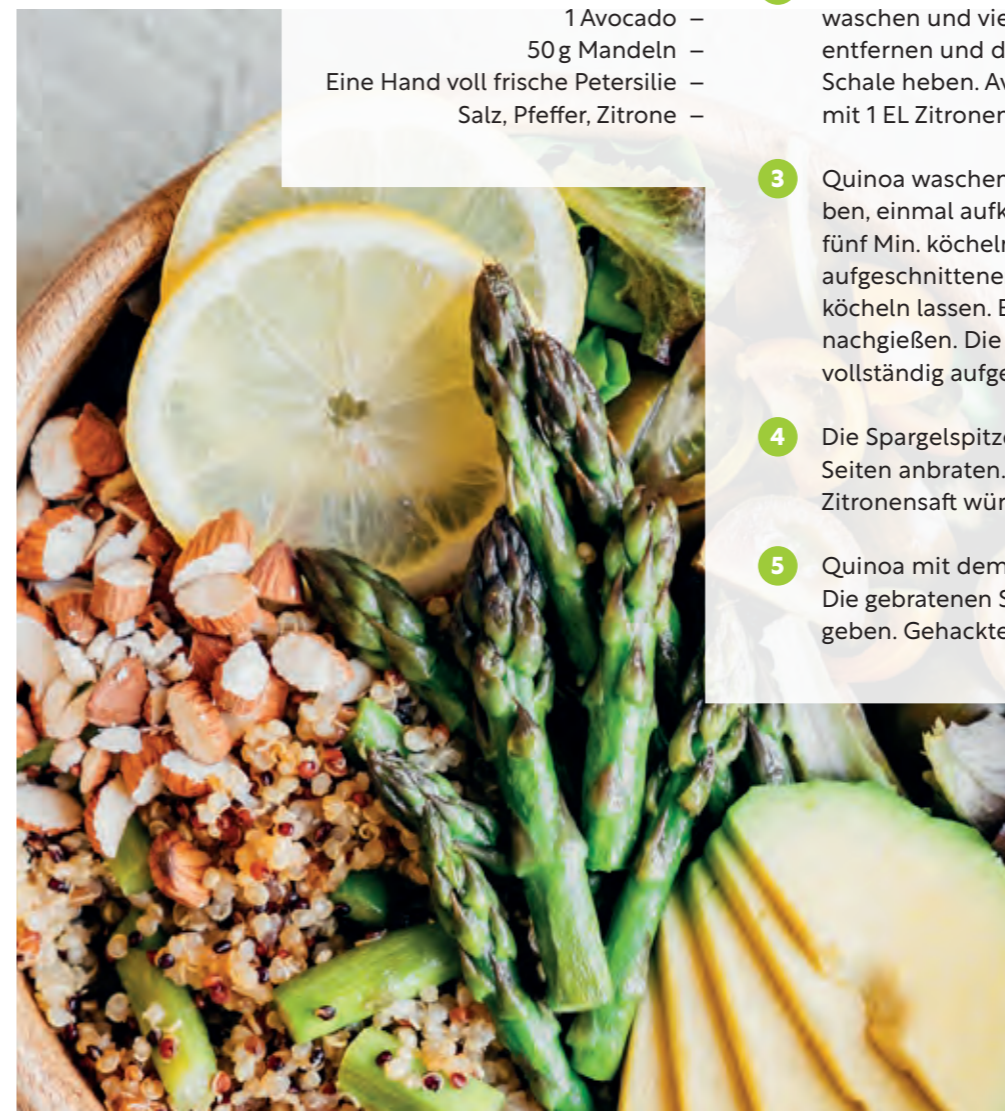 1 Avocado –
50 g Mandeln –
Eine Hand voll frische Petersilie –
Salz, Pfeffer, Zitrone –
waschen und vie
entfernen und d
Schale heben. Av
mit 1 EL Zitronen
3 Quinoa waschen
ben, einmal aufk
fünf Min. köcheln
aufgeschnittene
köcheln lassen. E
nachgießen. Die
vollständig aufge
4 Die Spargelspitze
Seiten anbraten.
Zitronensaft wür
5 Quinoa mit dem
Die gebratenen S
geben. Gehackte